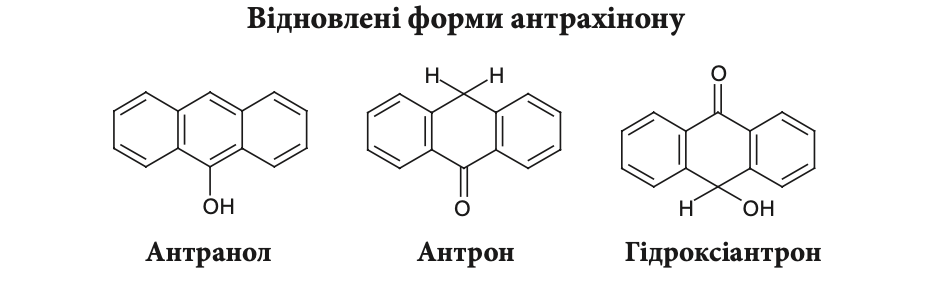 Відновлені форми антрахінону
H H O
OH O H OH
Антранол Антрон Гідроксіантрон